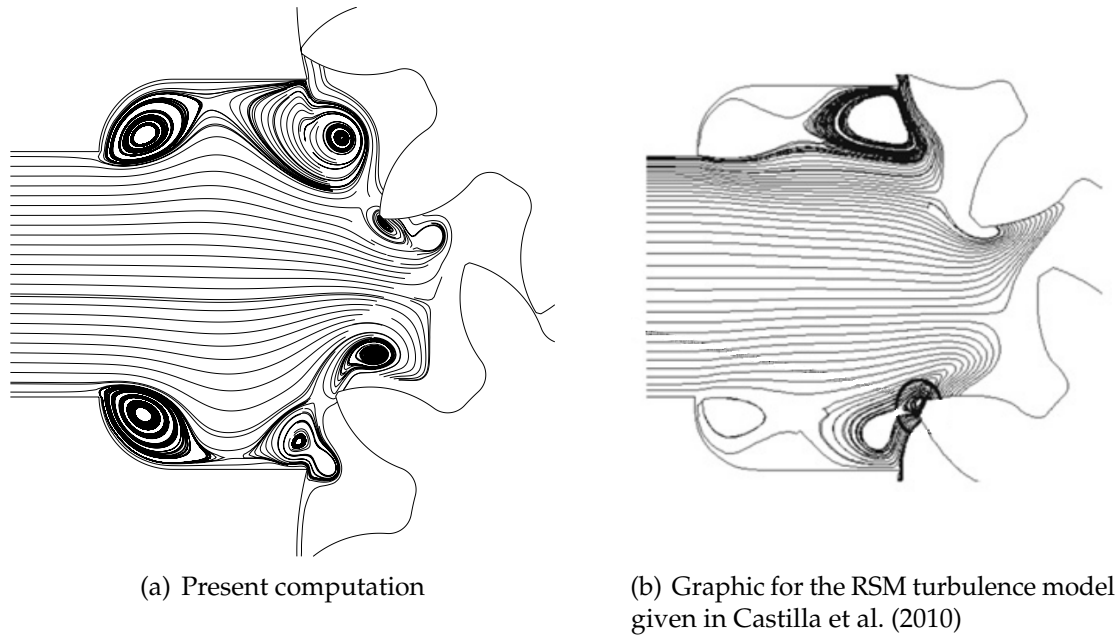 (a) Present computation
(b) Graphic for the RSM turbulence model
given in Castilla et al. (2010)